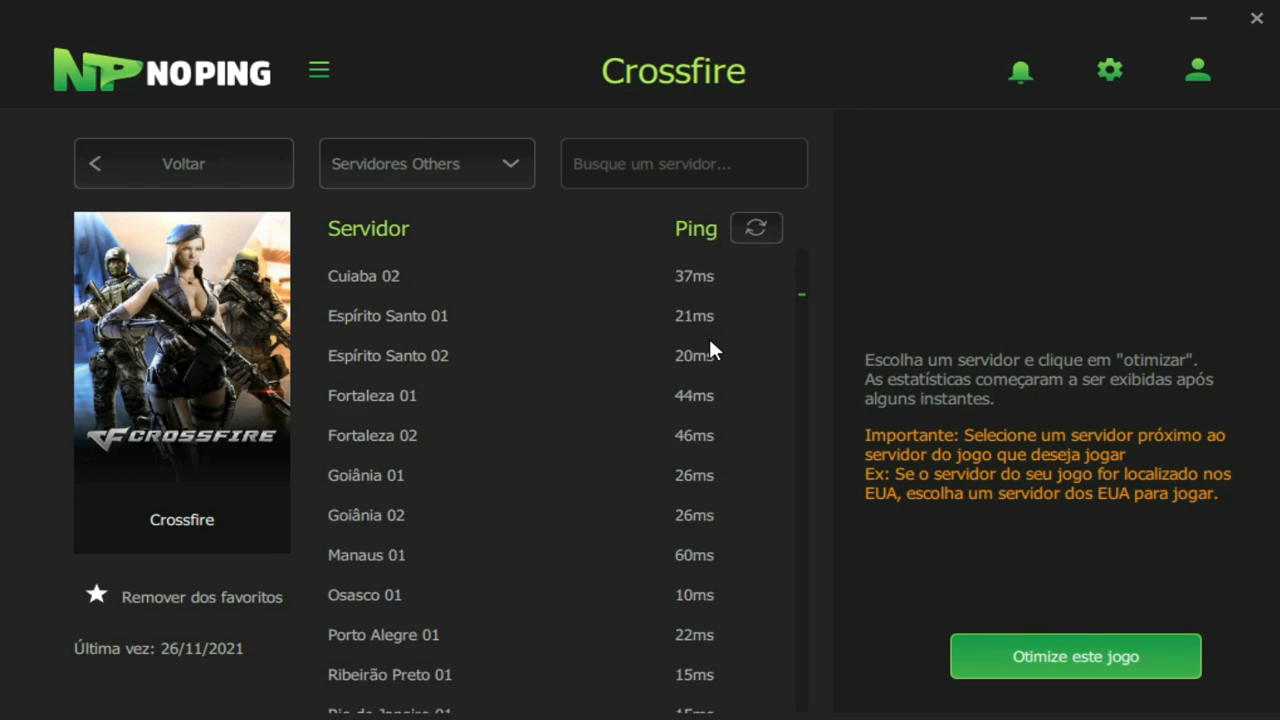 NP NOPING
Crossfire
Voltar
Servidores Others
Busque um servidor...
CROSSFIRE
Crossfire
Remover dos favoritos
Última vez: 26/11/2021
Servidor Ping
Cuiaba 02 37ms
Espírito Santo 01 21ms
Espírito Santo 02 20ms
Fortaleza 01 44ms
Fortaleza 02 46ms
Goiânia 01 26ms
Goiânia 02 26ms
Manaus 01 60ms
Osasco 01 10ms
Porto Alegre 01 22ms
Ribeirão Preto 01 15ms
Escolha um servidor e clique em "otimizar".
As estatísticas começaram a ser exibidas após
alguns instantes.
Importante: Selecione um servidor próximo ao
servidor do jogo que deseja jogar
Ex: Se o servidor do seu jogo for localizado nos
EUA, escolha um servidor dos EUA para jogar.
Otimize este jogo